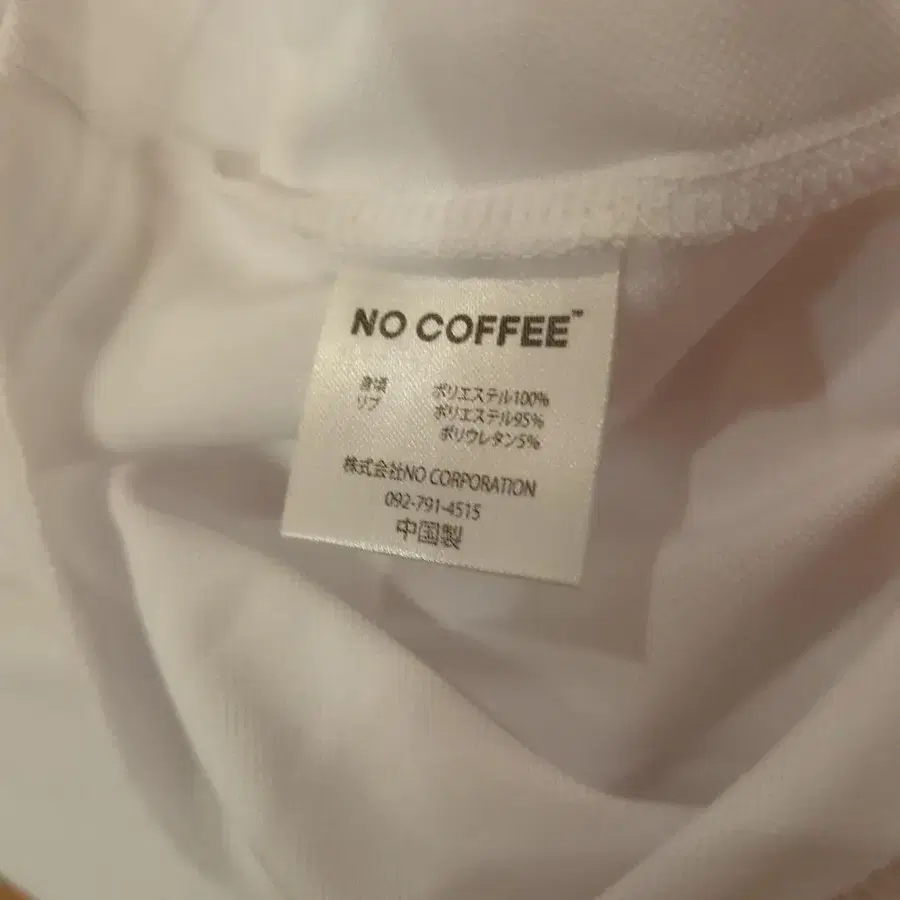 NO COFFEE™
身頃 ポリエステル100%
リブ ポリエステル95%
ポリウレタン5%
株式会社NO CORPORATION
092-791-4515
中国製